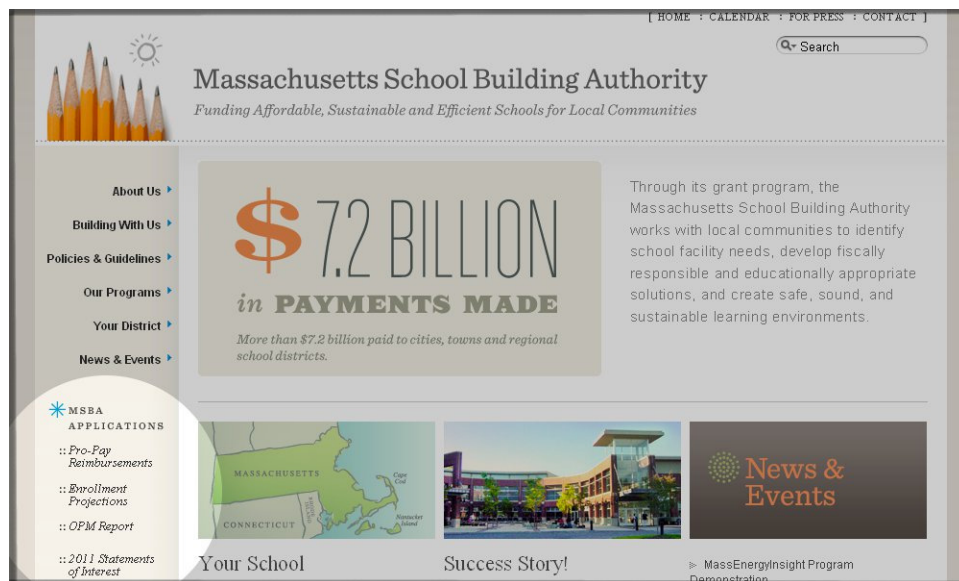 [ HOME : CALENDAR : FOR PRESS : CONTACT ]
Search
Massachusetts School Building Authority
Funding Affordable, Sustainable and Efficient Schools for Local Communities
About Us
Building With Us
Policies & Guidelines
Our Programs
Your District
News & Events
$7.2 BILLION
in PAYMENTS MADE
More than $7.2 billion paid to cities, towns and regional
school districts.
Through its grant program, the
Massachusetts School Building Authority
works with local communities to identify
school facility needs, develop fiscally
responsible and educationally appropriate
solutions, and create safe, sound, and
sustainable learning environments.
MSBA
APPLICATIONS
:: Pro-Pay
Reimbursements
:: Enrollment
Projections
:: OPM Report
:: 2011 Statements
of Interest
MASSACHUSETTS
Cape
Cod
CONNECTICUT
Nantucket
Island
Your School
Success Story!
News &
Events
MassEnergyInsight Program
Demonstration